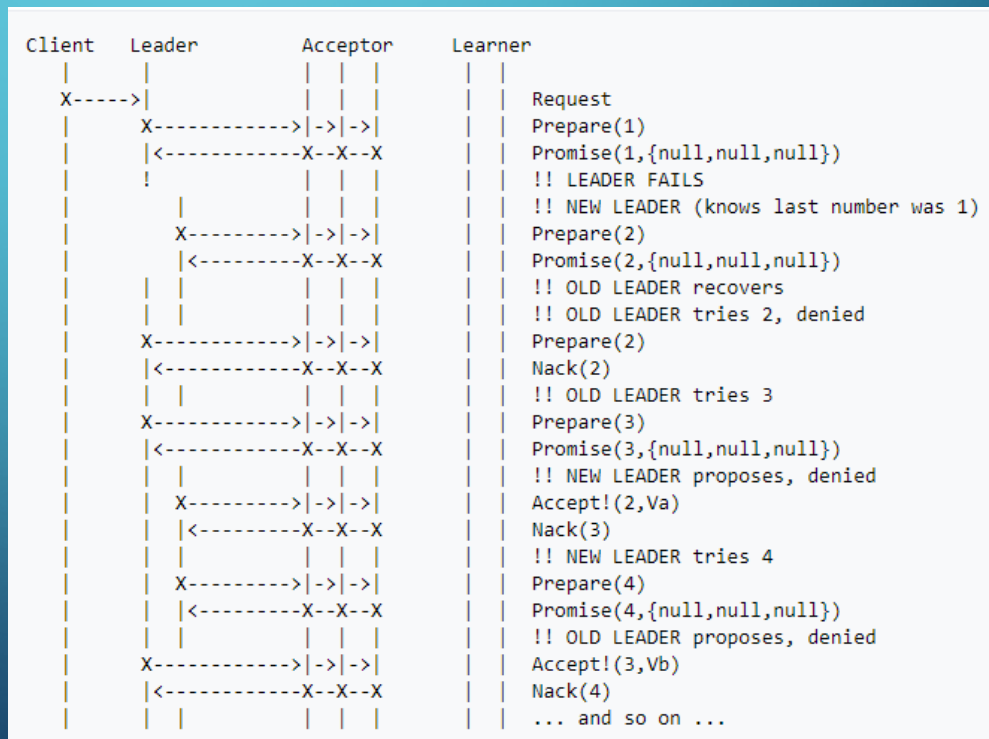 Client   Leader         Acceptor     Learner
   |      |             |  |  |       |  |
   X----->|             |  |  |       |  |  Request
   |      X------------>|->|->|       |  |  Prepare(1)
   |      |<------------X--X--X       |  |  Promise(1,{null,null,null})
   |      !             |  |  |       |  |  !! LEADER FAILS
   |         |          |  |  |       |  |  !! NEW LEADER (knows last number was 1)
   |         X--------->|->|->|       |  |  Prepare(2)
   |         |<---------X--X--X       |  |  Promise(2,{null,null,null})
   |      |  |          |  |  |       |  |  !! OLD LEADER recovers
   |      |  |          |  |  |       |  |  !! OLD LEADER tries 2, denied
   |      X------------>|->|->|       |  |  Prepare(2)
   |      |<------------X--X--X       |  |  Nack(2)
   |      |  |          |  |  |       |  |  !! OLD LEADER tries 3
   |      X------------>|->|->|       |  |  Prepare(3)
   |      |<------------X--X--X       |  |  Promise(3,{null,null,null})
   |      |  |          |  |  |       |  |  !! NEW LEADER proposes, denied
   |      |  X--------->|->|->|       |  |  Accept!(2,Va)
   |      |  |<---------X--X--X       |  |  Nack(3)
   |      |  |          |  |  |       |  |  !! NEW LEADER tries 4
   |      |  X--------->|->|->|       |  |  Prepare(4)
   |      |  |<---------X--X--X       |  |  Promise(4,{null,null,null})
   |      |  |          |  |  |       |  |  !! OLD LEADER proposes, denied
   |      X------------>|->|->|       |  |  Accept!(3,Vb)
   |      |<------------X--X--X       |  |  Nack(4)
   |      |  |          |  |  |       |  |  ... and so on ...